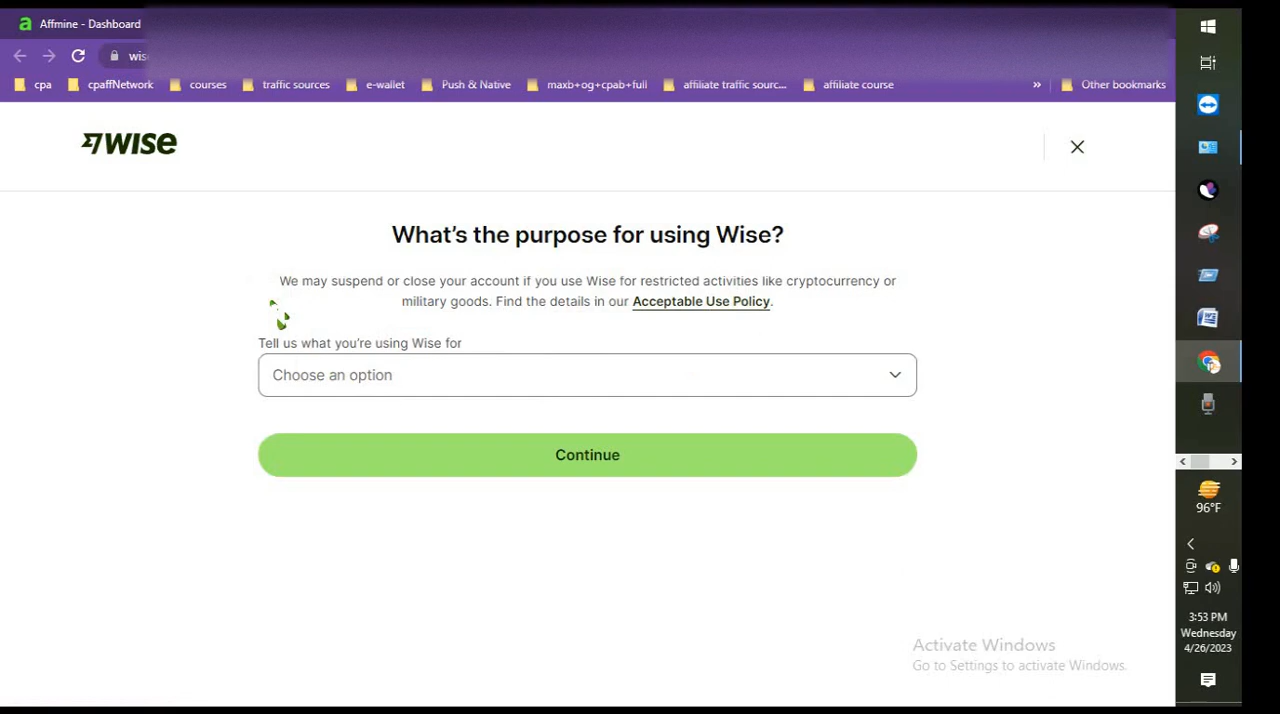 Affmine - Dashboard
wis
cpa
cpaffNetwork
courses
traffic sources
e-wallet
Push & Native
maxb+og+cpab+full
affiliate traffic sourc...
affiliate course
»
Other bookmarks
WISE
What's the purpose for using Wise?
We may suspend or close your account if you use Wise for restricted activities like cryptocurrency or
military goods. Find the details in our Acceptable Use Policy.
Tell us what you're using Wise for
Choose an option
Continue
96°F
3:53 PM
Wednesday
4/26/2023
Activate Windows
Go to Settings to activate Windows.